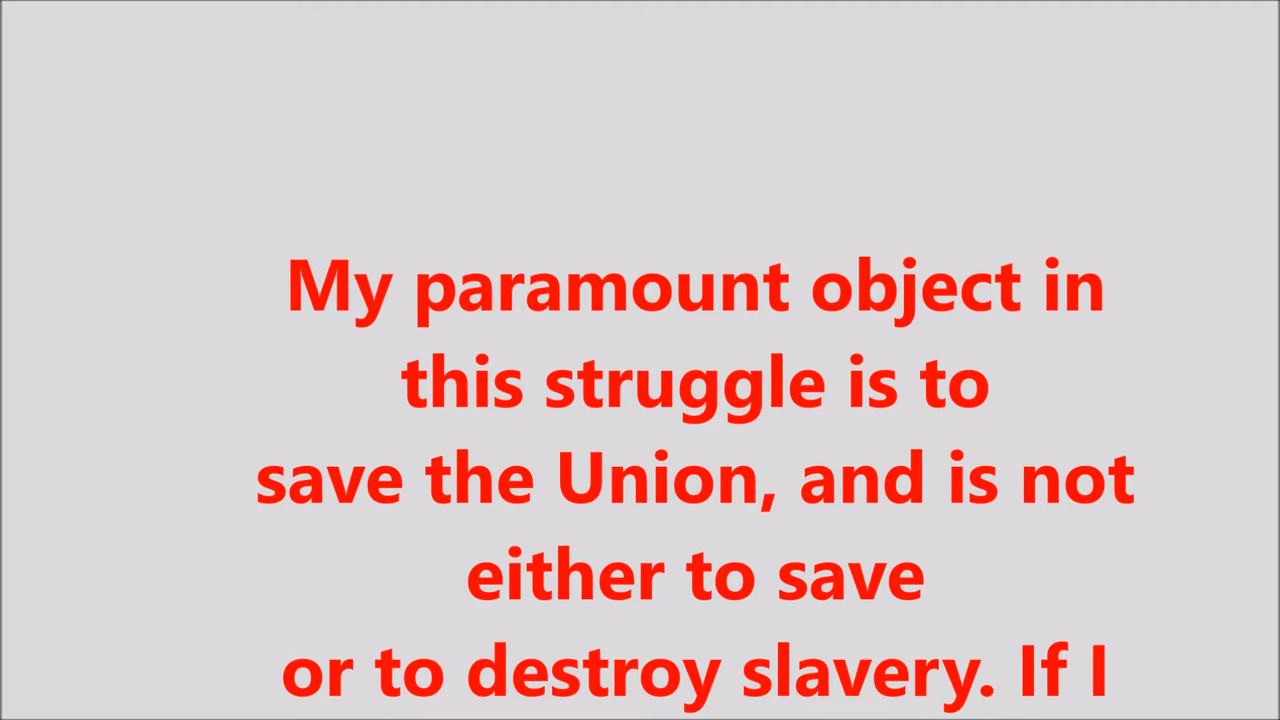 My paramount object in
this struggle is to
save the Union, and is not
either to save
or to destroy slavery. If I